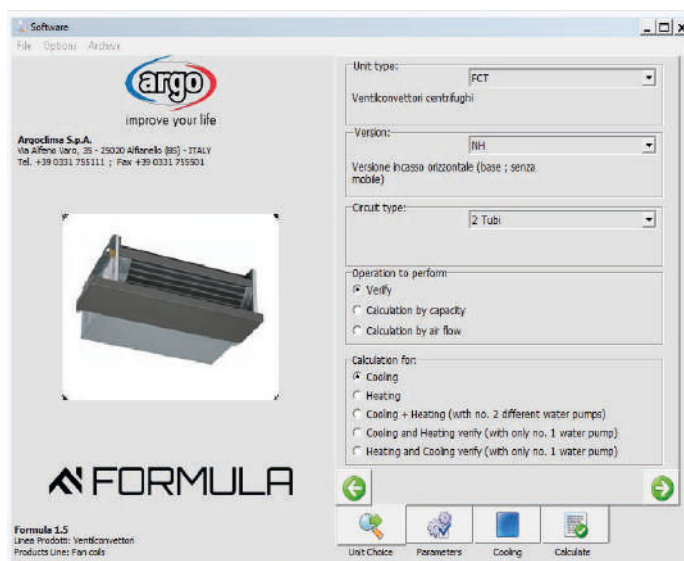 Software
File Options Archive
argo
improve your life
Argoclima S.p.A.
Via Alfeno Varo, 35 - 25020 Alfianello (BS) - ITALY
Tel. +39 0331 755111 ; Fax +39 0331 755501
FORMULA
Formula 1.5
Linea Prodotti: Ventilconvettori
Products Line: Fan coils
Unit type:
FCT
Ventilconvettori centrifughi
Version:
NH
Versione incasso orizzontale (base ; senza
mobile)
Circuit type:
2 Tubi
Operation to perform
Verify
Calculation by capacity
Calculation by air flow
Calculation for:
Cooling
Heating
Cooling + Heating (with no. 2 different water pumps)
Cooling and Heating verify (with only no. 1 water pump)
Heating and Cooling verify (with only no. 1 water pump)
Unit Choice Parameters Cooling Calculate